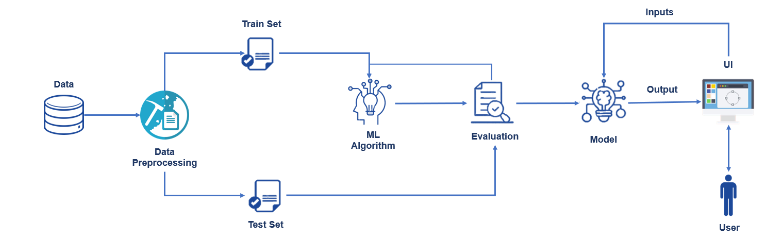 Train Set
Inputs
UI
Data
Output
ML
Algorithm
Evaluation
Model
Data
Preprocessing
Test Set
User